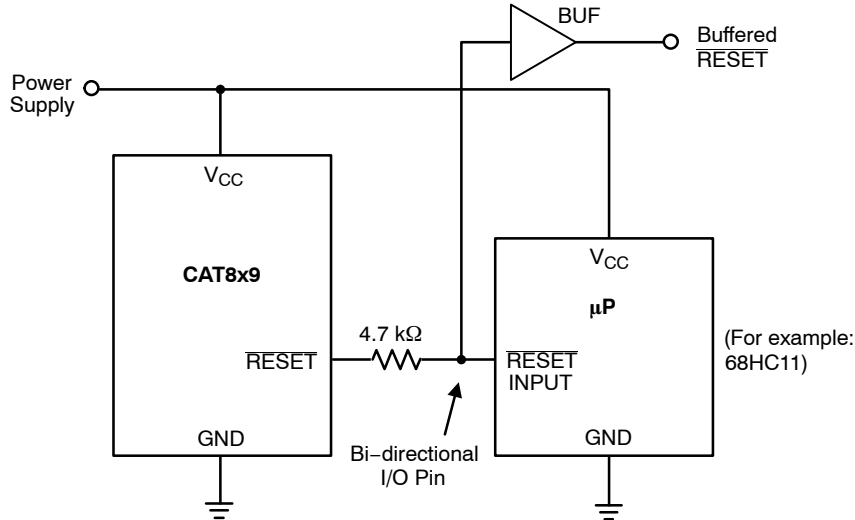 BUF
Buffered
RESET
Power
Supply
VCC
CAT8x9
VCC
μP
4.7 kΩ
(For example:
68HC11)
RESET
RESET
INPUT
GND
GND
Bi−directional
I/O Pin